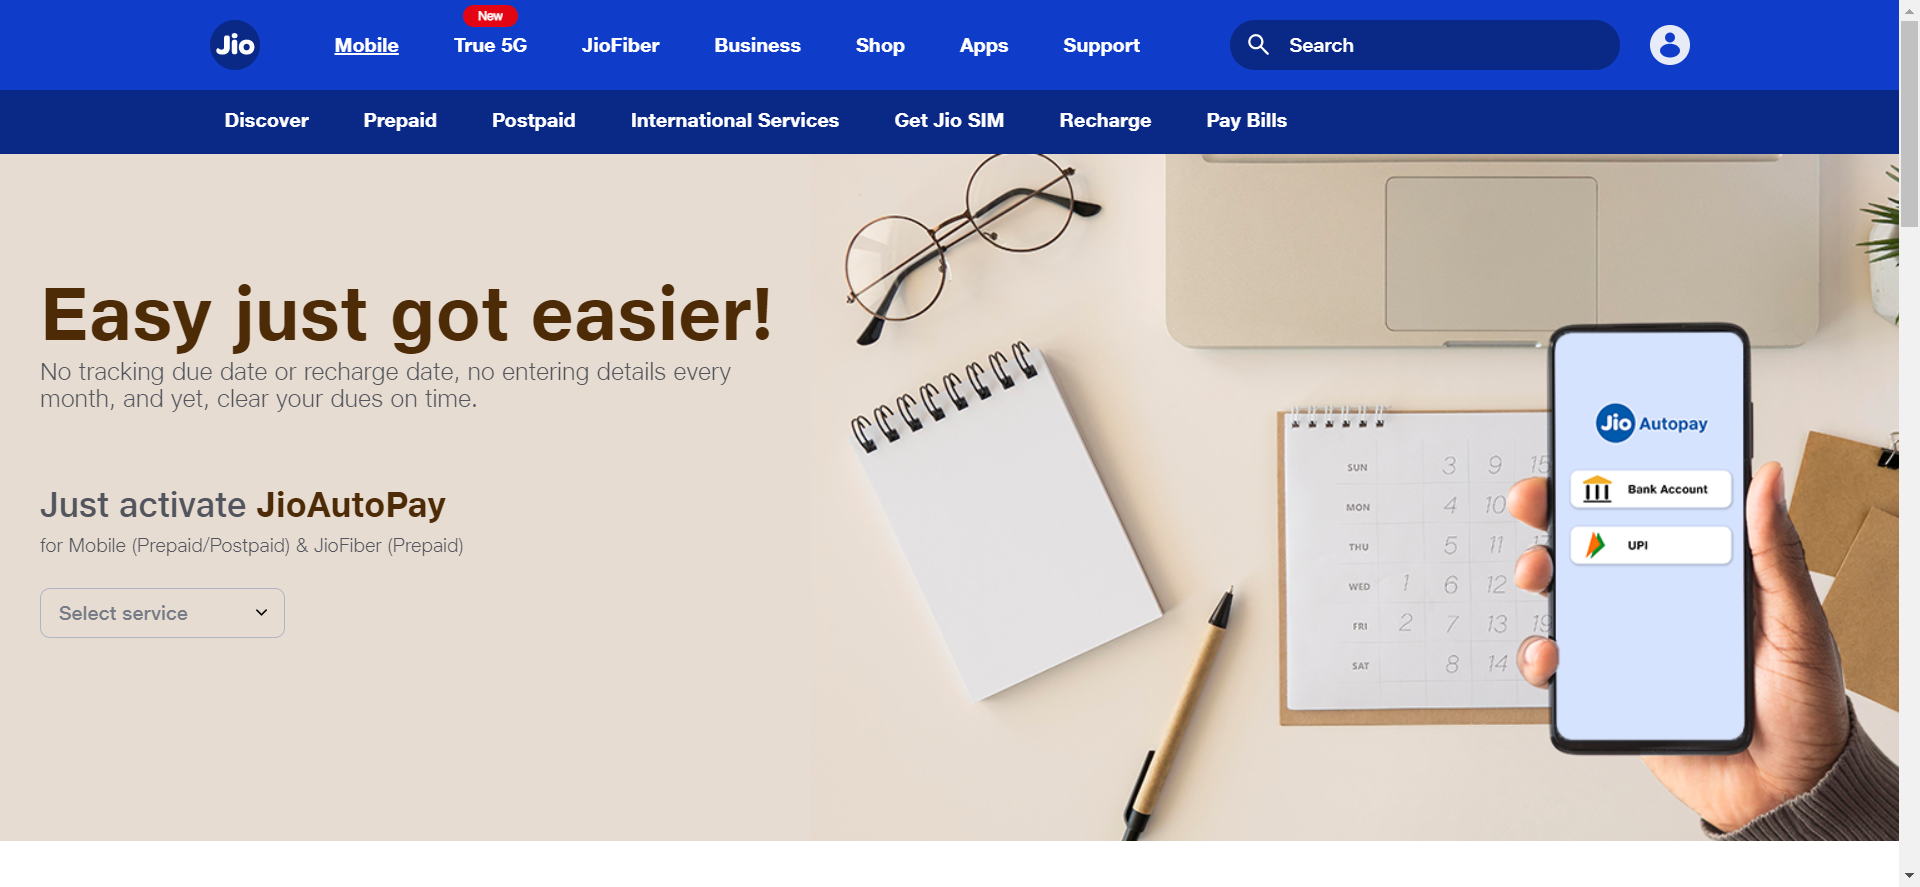 New
Jio
Mobile
True 5G
JioFiber
Business
Shop
Apps
Support
Search
Discover
Prepaid
Postpaid
International Services
Get Jio SIM
Recharge
Pay Bills
Easy just got easier!
No tracking due date or recharge date, no entering details every
month, and yet, clear your dues on time.
Just activate JioAutoPay
for Mobile (Prepaid/Postpaid) & JioFiber (Prepaid)
Select service
SUN 3 9 15
MON 4 10
THU 5 11 17
WED 1 6 12
FRI 2 7 13 19
SAT 8 14
Jio Autopay
Bank Account
UPI